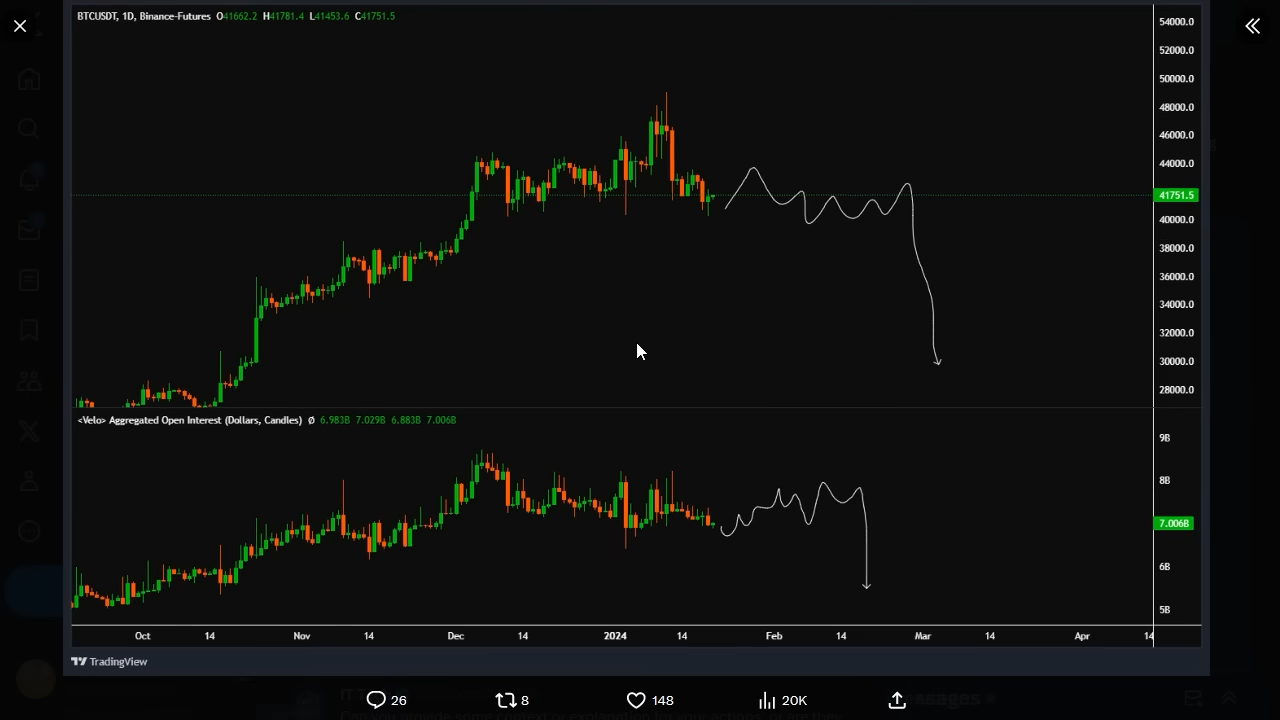 BTCUSDT, 1D, Binance-Futures O41662.2 H41781.4 L41453.6 C41751.5
54000.0
52000.0
50000.0
48000.0
46000.0
44000.0
41751.5
40000.0
38000.0
36000.0
34000.0
32000.0
30000.0
28000.0
<Velo> Aggregated Open Interest (Dollars, Candles) Ø 6.983B 7.029B 6.883B 7.006B
9B
8B
7.006B
6B
5B
Oct 14 Nov 14 Dec 14 2024 14 Feb 14 Mar 14 Apr 14
TradingView
26 8 148 20K